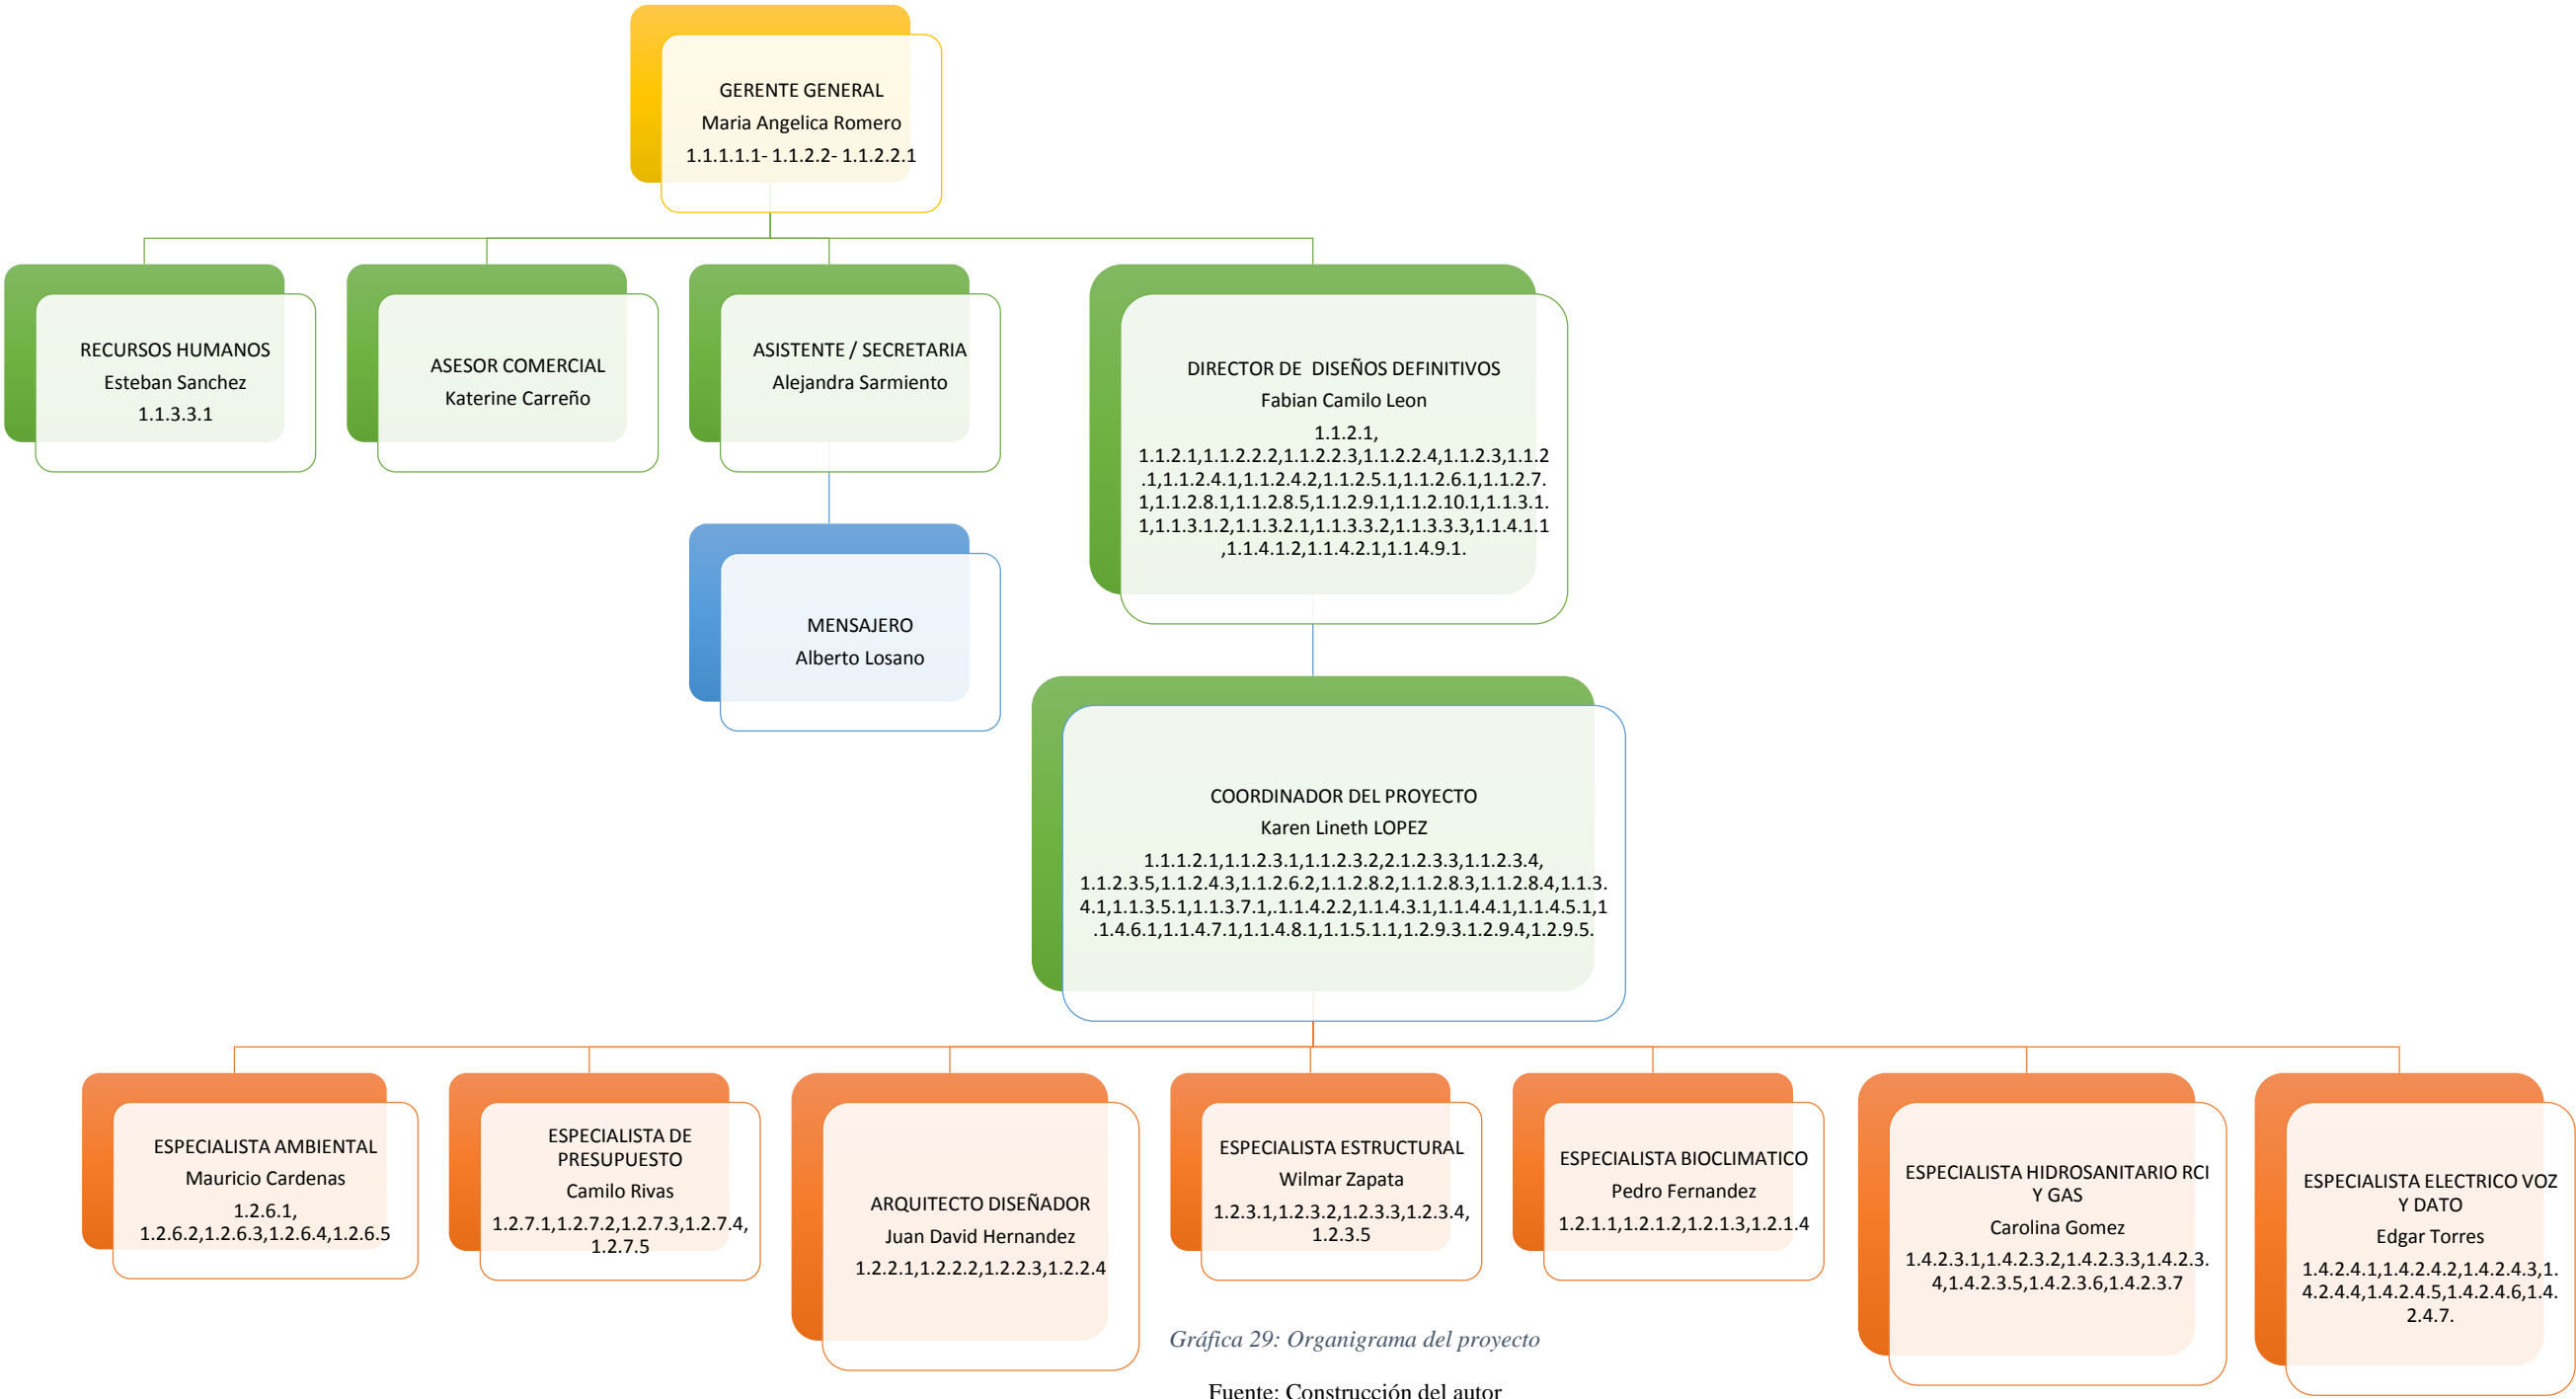 GERENTE GENERAL
Maria Angelica Romero
1.1.1.1.1- 1.1.2.2- 1.1.2.2.1
RECURSOS HUMANOS
Esteban Sanchez
1.1.3.3.1
ASESOR COMERCIAL
Katerine Carreño
ASISTENTE / SECRETARIA
Alejandra Sarmiento
DIRECTOR DE DISEÑOS DEFINITIVOS
Fabian Camilo Leon
1.1.2.1,
1.1.2.1,1.1.2.2.2,1.1.2.2.3,1.1.2.2.4,1.1.2.3,1.1.2
.1,1.1.2.4.1,1.1.2.4.2,1.1.2.5.1,1.1.2.6.1,1.1.2.7.
1,1.1.2.8.1,1.1.2.8.5,1.1.2.9.1,1.1.2.10.1,1.1.3.1.
1,1.1.3.1.2,1.1.3.2.1,1.1.3.3.2,1.1.3.3.3,1.1.4.1.1
,1.1.4.1.2,1.1.4.2.1,1.1.4.9.1.
MENSAJERO
Alberto Losano
COORDINADOR DEL PROYECTO
Karen Lineth LOPEZ
1.1.1.2.1,1.1.2.3.1,1.1.2.3.2,2.1.2.3.3,1.1.2.3.4,
1.1.2.3.5,1.1.2.4.3,1.1.2.6.2,1.1.2.8.2,1.1.2.8.3,1.1.2.8.4,1.1.3.
4.1,1.1.3.5.1,1.1.3.7.1,.1.1.4.2.2,1.1.4.3.1,1.1.4.4.1,1.1.4.5.1,1
.1.4.6.1,1.1.4.7.1,1.1.4.8.1,1.1.5.1.1,1.2.9.3.1.2.9.4,1.2.9.5.
ESPECIALISTA AMBIENTAL
Mauricio Cardenas
1.2.6.1,
1.2.6.2,1.2.6.3,1.2.6.4,1.2.6.5
ESPECIALISTA DE
PRESUPUESTO
Camilo Rivas
1.2.7.1,1.2.7.2,1.2.7.3,1.2.7.4,
1.2.7.5
ARQUITECTO DISEÑADOR
Juan David Hernandez
1.2.2.1,1.2.2.2,1.2.2.3,1.2.2.4
ESPECIALISTA ESTRUCTURAL
Wilmar Zapata
1.2.3.1,1.2.3.2,1.2.3.3,1.2.3.4,
1.2.3.5
ESPECIALISTA BIOCLIMATICO
Pedro Fernandez
1.2.1.1,1.2.1.2,1.2.1.3,1.2.1.4
ESPECIALISTA HIDROSANITARIO RCI
Y GAS
Carolina Gomez
1.4.2.3.1,1.4.2.3.2,1.4.2.3.3,1.4.2.3.
4,1.4.2.3.5,1.4.2.3.6,1.4.2.3.7
ESPECIALISTA ELECTRICO VOZ
Y DATO
Edgar Torres
1.4.2.4.1,1.4.2.4.2,1.4.2.4.3,1.
4.2.4.4,1.4.2.4.5,1.4.2.4.6,1.4.
2.4.7.
Gráfica 29: Organigrama del proyecto
Fuente: Construcción del autor